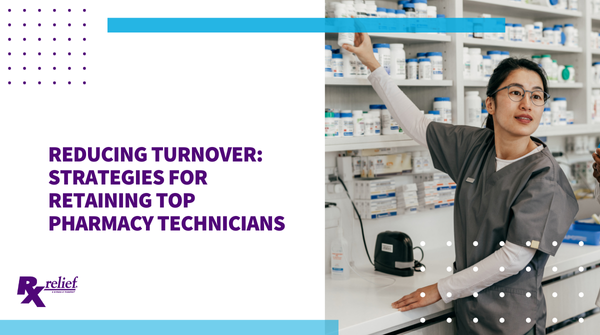 REDUCING TURNOVER:
STRATEGIES FOR
RETAINING TOP
PHARMACY TECHNICIANS
Rx relief